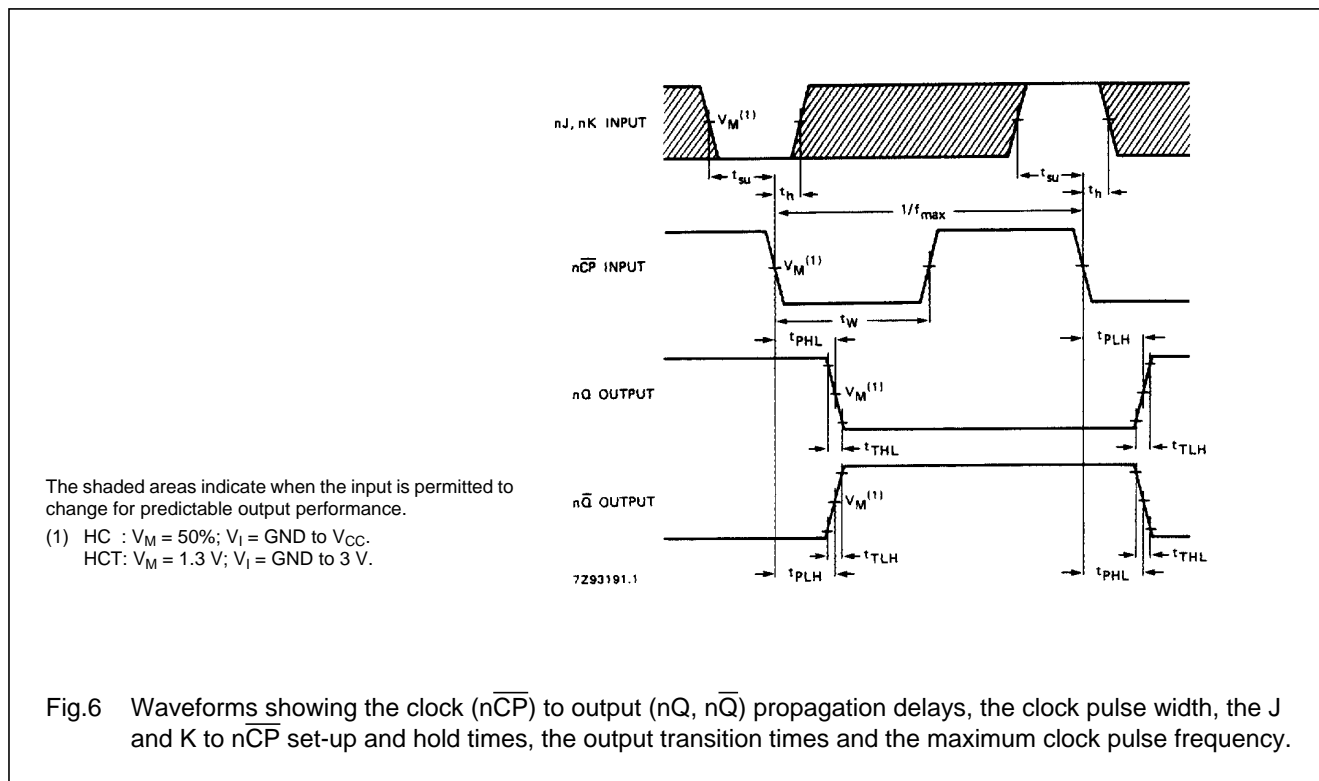 nJ, nK INPUT
V_M^(1)
t_su
t_h
t_su
t_h
1/f_max
nC̅P̅ INPUT
V_M^(1)
t_W
t_PHL
t_PLH
nQ OUTPUT
V_M^(1)
t_THL
t_TLH
nQ̅ OUTPUT
V_M^(1)
t_TLH
t_THL
t_PLH
t_PHL
7Z93191.1
The shaded areas indicate when the input is permitted to
change for predictable output performance.
(1) HC : V_M = 50%; V_I = GND to V_CC.
HCT: V_M = 1.3 V; V_I = GND to 3 V.
Fig.6 Waveforms showing the clock (nC̅P̅) to output (nQ, nQ̅) propagation delays, the clock pulse width, the J
and K to nC̅P̅ set-up and hold times, the output transition times and the maximum clock pulse frequency.